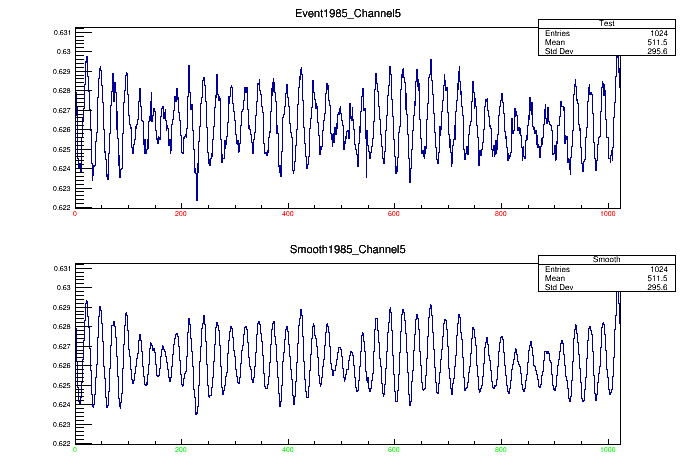 Event1985_Channel5
Test
Entries 1024
Mean 511.5
Std Dev 295.6
0.631
0.63
0.629
0.628
0.627
0.626
0.625
0.624
0.623
0.622
0 200 400 600 800 1000
Smooth1985_Channel5
Smooth
Entries 1024
Mean 511.5
Std Dev 295.6
0.631
0.63
0.629
0.628
0.627
0.626
0.625
0.624
0.623
0.622
0 200 400 600 800 1000